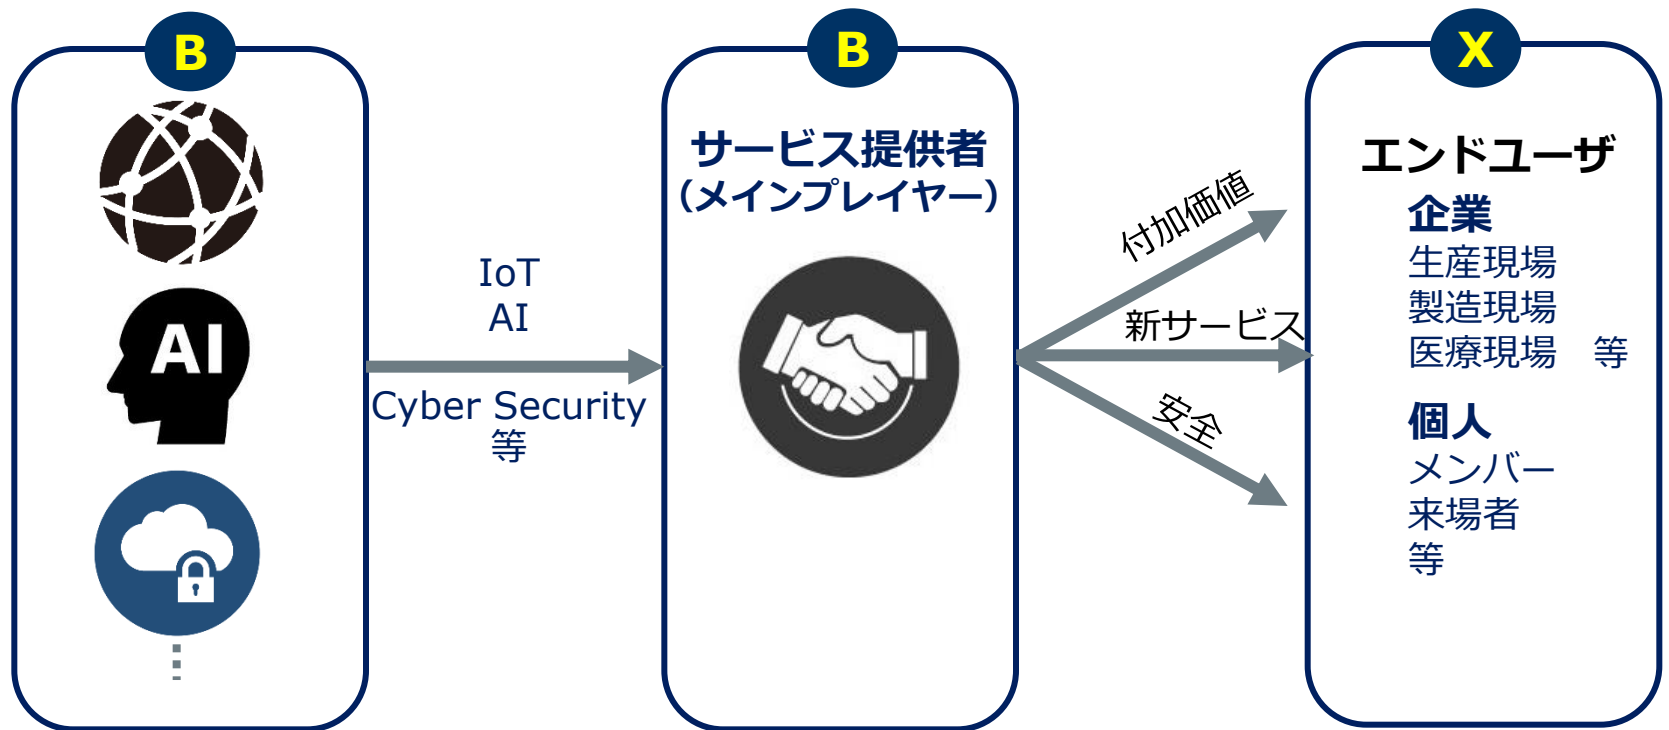 B
AI
IoT
AI
Cyber Security
等
B
サービス提供者
（メインプレイヤー）
付加価値
新サービス
安全
X
エンドユーザ
企業
生産現場
製造現場
医療現場　等
個人
メンバー
来場者
等